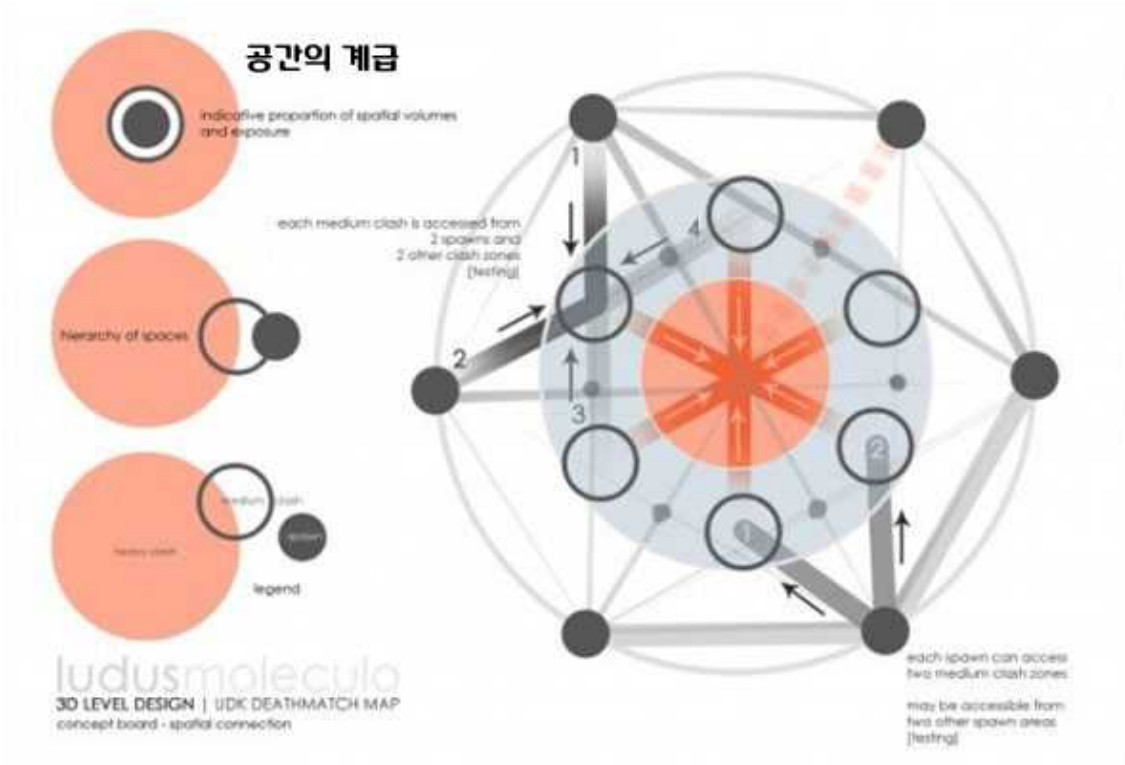 공간의 계급
indicative proportion of spatial volumes
and exposure
each medium clash is accessed from
2 spawns and
2 other clash zones
[testing]
1
2
3
4
hierarchy of spaces
medium clash
spawn
heavy clash
legend
1
2
ludusmolecula
3D LEVEL DESIGN | UDK DEATHMATCH MAP
concept board - spatial connection
each spawn can access
two medium clash zones
may be accessible from
two other spawn areas
[testing]